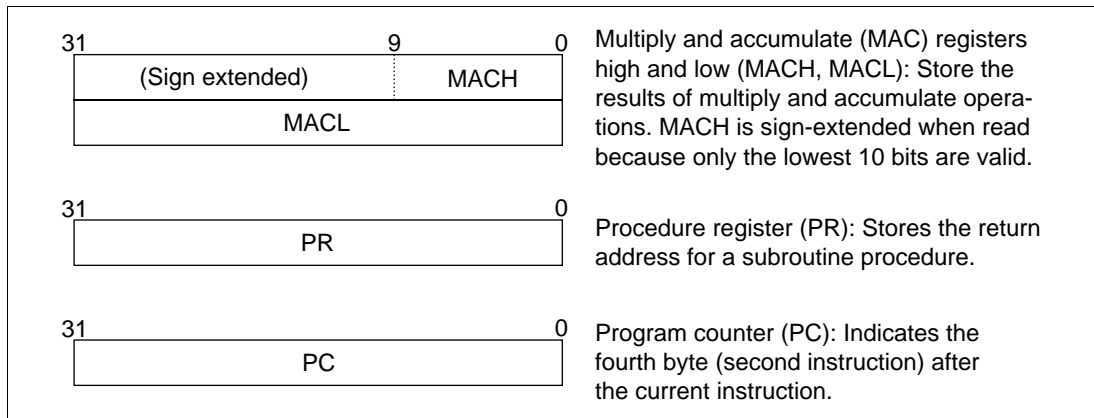 31 9 0
(Sign extended) MACH
MACL
Multiply and accumulate (MAC) registers
high and low (MACH, MACL): Store the
results of multiply and accumulate opera-
tions. MACH is sign-extended when read
because only the lowest 10 bits are valid.
31 0
PR
Procedure register (PR): Stores the return
address for a subroutine procedure.
31 0
PC
Program counter (PC): Indicates the
fourth byte (second instruction) after
the current instruction.